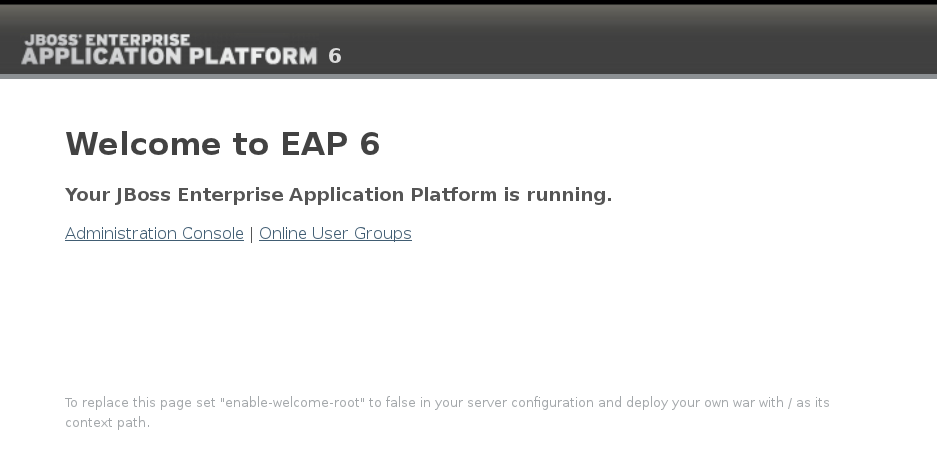 JBOSS® ENTERPRISE
APPLICATION PLATFORM 6
Welcome to EAP 6
Your JBoss Enterprise Application Platform is running.
Administration Console | Online User Groups
To replace this page set "enable-welcome-root" to false in your server configuration and deploy your own war with / as its
context path.